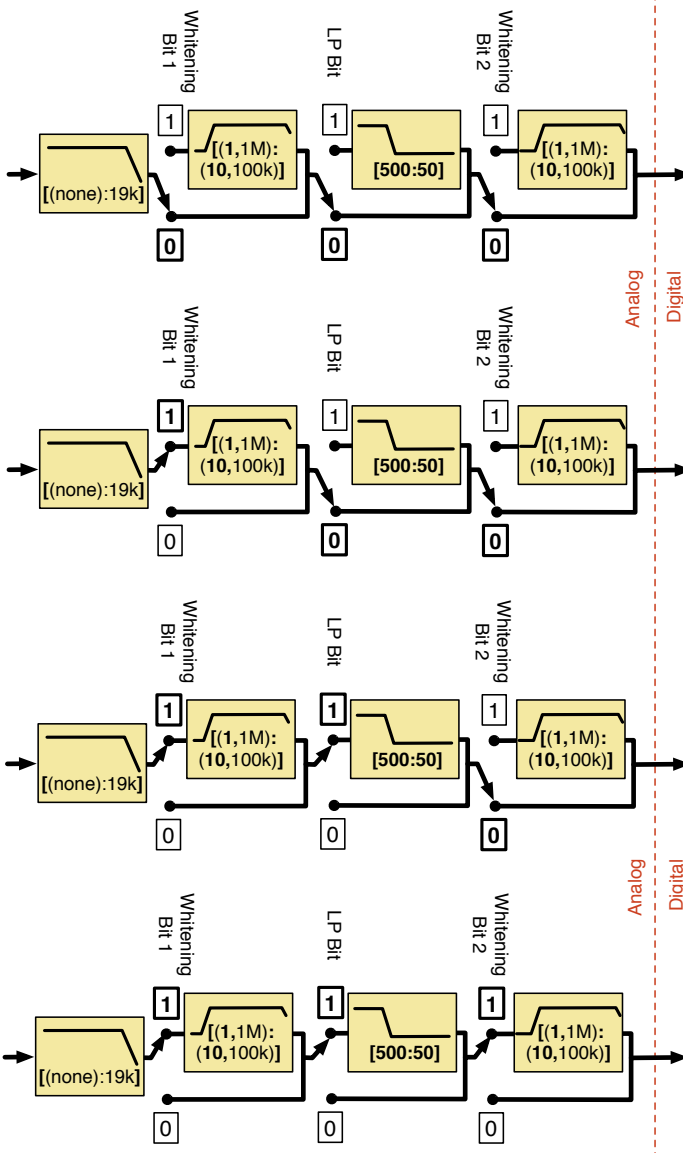 Whitening
Bit 1
LP Bit
Whitening
Bit 2
1
1
1
[(none):19k]
[(1,1M):
(10,100k)]
[500:50]
[(1,1M):
(10,100k)]
0
0
0
Analog
Digital
Whitening
Bit 1
LP Bit
Whitening
Bit 2
1
1
1
[(none):19k]
[(1,1M):
(10,100k)]
[500:50]
[(1,1M):
(10,100k)]
0
0
0
Whitening
Bit 1
LP Bit
Whitening
Bit 2
1
1
1
[(none):19k]
[(1,1M):
(10,100k)]
[500:50]
[(1,1M):
(10,100k)]
0
0
0
Analog
Digital
Whitening
Bit 1
LP Bit
Whitening
Bit 2
1
1
1
[(none):19k]
[(1,1M):
(10,100k)]
[500:50]
[(1,1M):
(10,100k)]
0
0
0